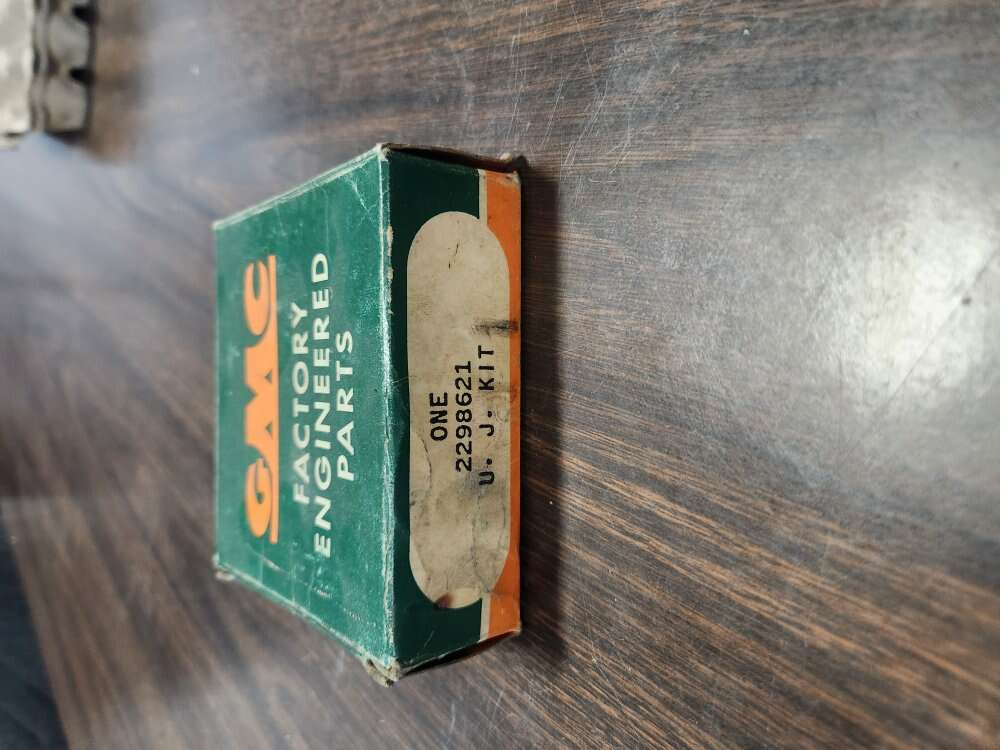 GMC
FACTORY
ENGINEERED
PARTS
ONE
2298621
U. J. KIT